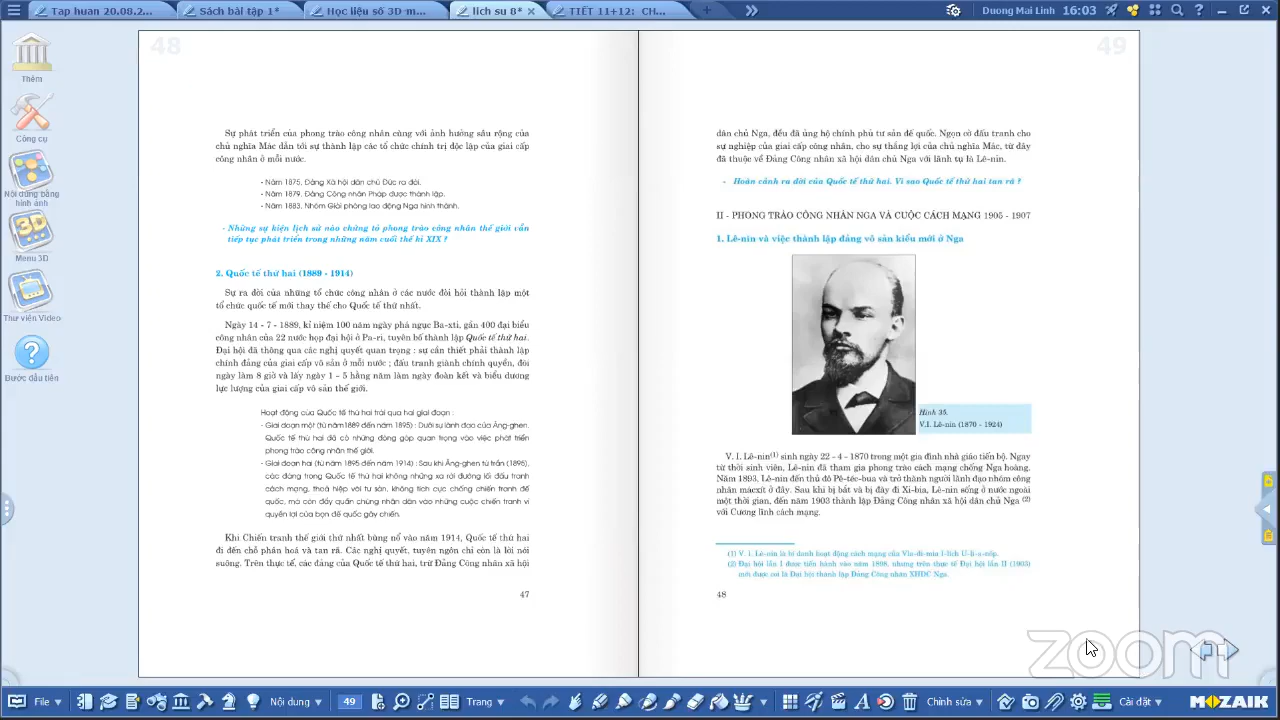 Tap huan 20.08.2...
Sách bài tập 1*
Học liệu số 3D m...
lịch sử 8*
TIẾT 11+12: CH...
Duong Mai Linh
16:03
48
49
Thêm
Công cụ
Nội dung bằng
hình ảnh
Menu 3D
Thư viện Video
Bước đầu tiên
Sự phát triển của phong trào công nhân cùng với ảnh hưởng sâu rộng của
chủ nghĩa Mác dẫn tới sự thành lập các tổ chức chính trị độc lập của giai cấp
công nhân ở mỗi nước.
- Năm 1875, Đảng Xã hội dân chủ Đức ra đời.
- Năm 1879, Đảng Công nhân Pháp được thành lập.
- Năm 1883, Nhóm Giải phóng lao động Nga hình thành.
- Những sự kiện lịch sử nào chứng tỏ phong trào công nhân thế giới vẫn
tiếp tục phát triển trong những năm cuối thế kỉ XIX ?
2. Quốc tế thứ hai (1889 - 1914)
Sự ra đời của những tổ chức công nhân ở các nước đòi hỏi thành lập một
tổ chức quốc tế mới thay thế cho Quốc tế thứ nhất.
Ngày 14 - 7 - 1889, kỉ niệm 100 năm ngày phá ngục Ba-xti, gần 400 đại biểu
công nhân của 22 nước họp đại hội ở Pa-ri, tuyên bố thành lập Quốc tế thứ hai.
Đại hội đã thông qua các nghị quyết quan trọng : sự cần thiết phải thành lập
chính đảng của giai cấp vô sản ở mỗi nước ; đấu tranh giành chính quyền, đòi
ngày làm 8 giờ và lấy ngày 1 - 5 hằng năm làm ngày đoàn kết và biểu dương
lực lượng của giai cấp vô sản thế giới.
Hoạt động của Quốc tế thứ hai trải qua hai giai đoạn :
- Giai đoạn một (từ năm1889 đến năm 1895) : Dưới sự lãnh đạo của Ăng-ghen,
Quốc tế thứ hai đã có những đóng góp quan trọng vào việc phát triển
phong trào công nhân thế giới.
- Giai đoạn hai (từ năm 1895 đến năm 1914) : Sau khi Ăng-ghen từ trần (1895),
các đảng trong Quốc tế thứ hai không những xa rời đường lối đấu tranh
cách mạng, thoả hiệp với tư sản, không tích cực chống chiến tranh đế
quốc, mà còn đẩy quần chúng nhân dân vào những cuộc chiến tranh vì
quyền lợi của bọn đế quốc gây chiến.
Khi Chiến tranh thế giới thứ nhất bùng nổ vào năm 1914, Quốc tế thứ hai
đi đến chỗ phân hoá và tan rã. Các nghị quyết, tuyên ngôn chỉ còn là lời nói
suông. Trên thực tế, các đảng của Quốc tế thứ hai, trừ Đảng Công nhân xã hội
47
dân chủ Nga, đều đã ủng hộ chính phủ tư sản đế quốc. Ngọn cờ đấu tranh cho
sự nghiệp của giai cấp công nhân, cho sự thắng lợi của chủ nghĩa Mác, từ đây
đã thuộc về Đảng Công nhân xã hội dân chủ Nga với lãnh tụ là Lê-nin.
- Hoàn cảnh ra đời của Quốc tế thứ hai. Vì sao Quốc tế thứ hai tan rã ?
II - PHONG TRÀO CÔNG NHÂN NGA VÀ CUỘC CÁCH MẠNG 1905 - 1907
1. Lê-nin và việc thành lập đảng vô sản kiểu mới ở Nga
Hình 35.
V.I. Lê-nin (1870 - 1924)
V. I. Lê-nin(1) sinh ngày 22 - 4 - 1870 trong một gia đình nhà giáo tiến bộ. Ngay
từ thời sinh viên, Lê-nin đã tham gia phong trào cách mạng chống Nga hoàng.
Năm 1893, Lê-nin đến thủ đô Pê-téc-bua và trở thành người lãnh đạo nhóm công
nhân mácxít ở đây. Sau khi bị bắt và bị đày đi Xi-bia, Lê-nin sống ở nước ngoài
một thời gian, đến năm 1903 thành lập Đảng Công nhân xã hội dân chủ Nga (2)
với Cương lĩnh cách mạng.
(1) V. I. Lê-nin là bí danh hoạt động cách mạng của Vla-đi-mia I-lích U-li-a-nốp.
(2) Đại hội lần I được tiến hành vào năm 1898, nhưng trên thực tế Đại hội lần II (1903)
mới được coi là Đại hội thành lập Đảng Công nhân XHDC Nga.
48
zoom
File
Nội dung
49
Trang
Chỉnh sửa
Cài đặt
MOZAIK